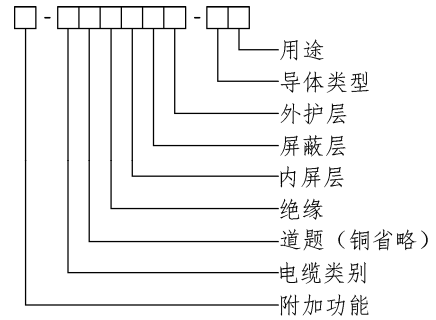 用途
导体类型
外护层
屏蔽层
内屏层
绝缘
道题（铜省略）
电缆类别
附加功能